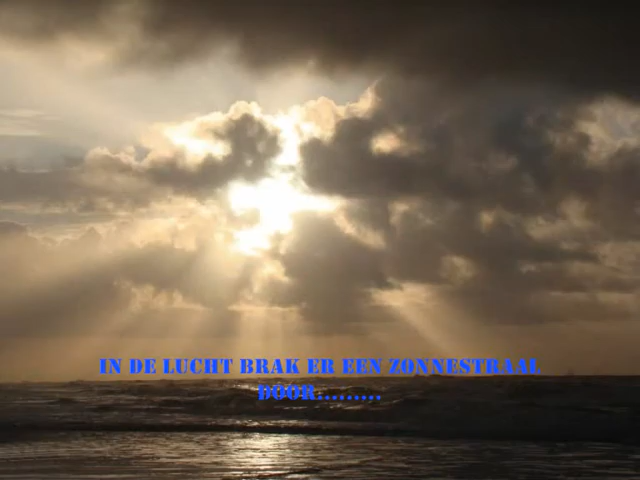 IN DE LUCHT BRAK ER EEN ZONNESTRAAL
DOOR.........